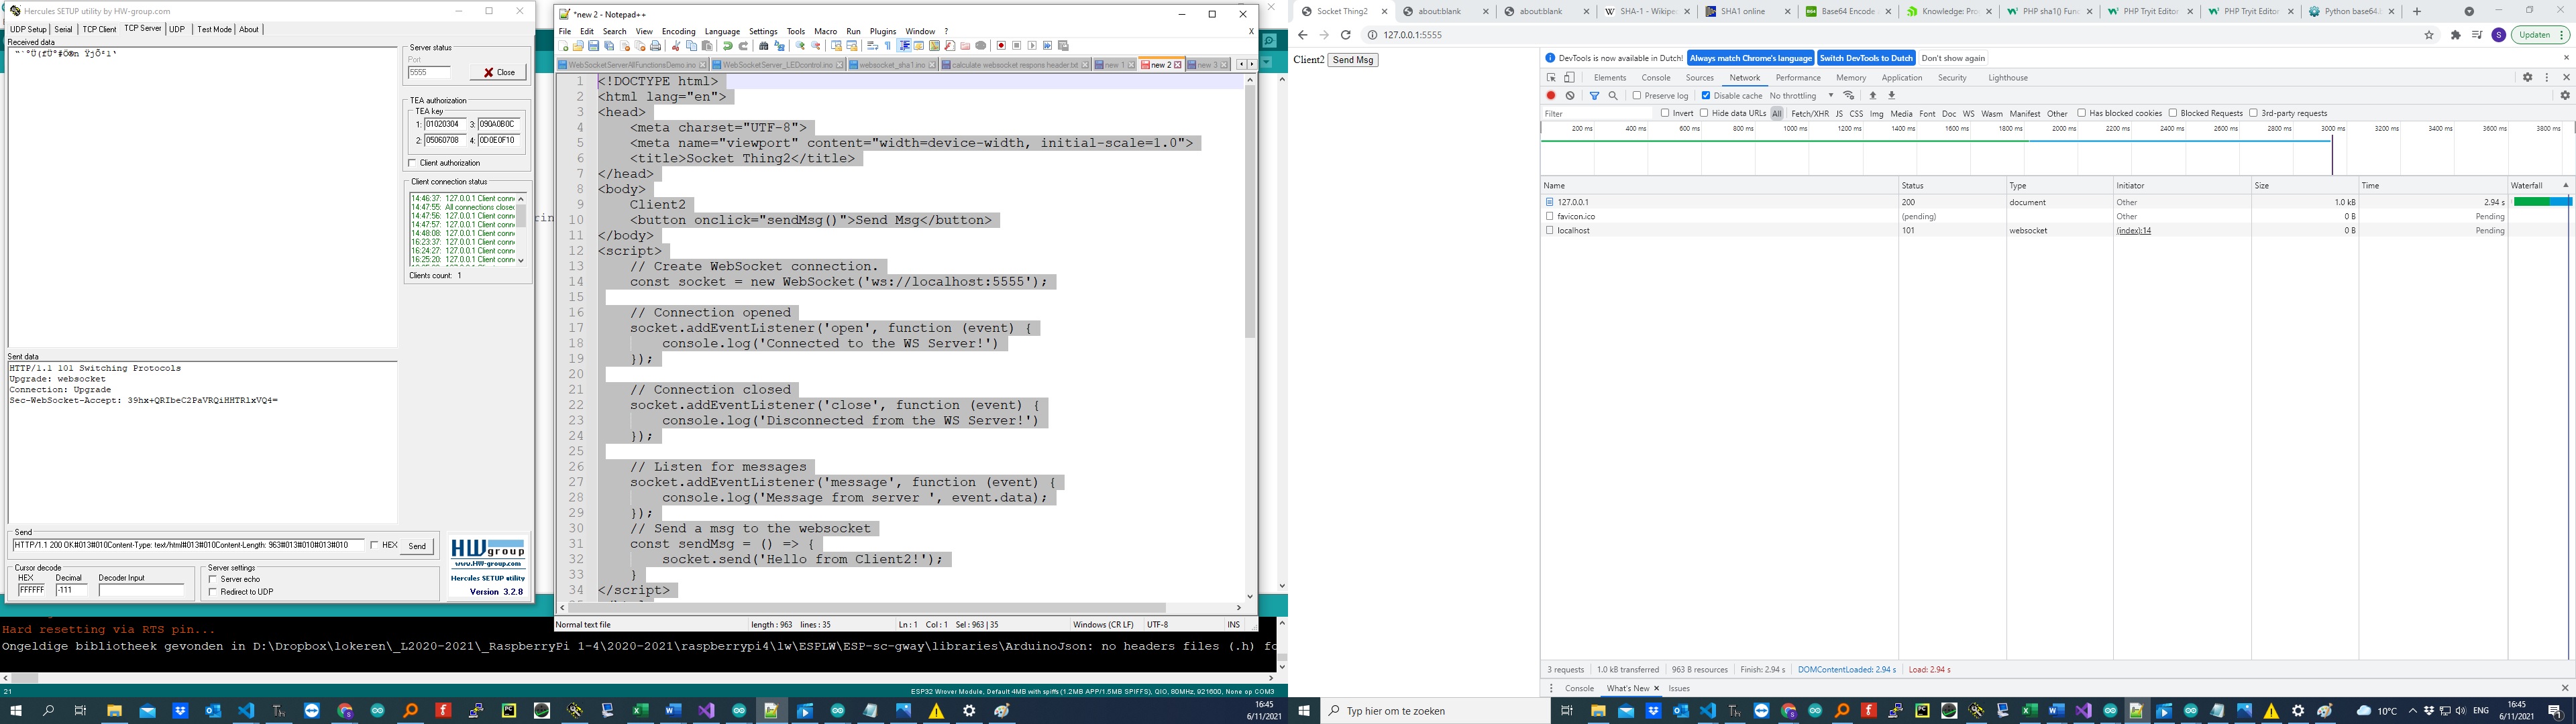 Hercules SETUP utility by HW-group.com
UDP Setup | Serial | TCP Client | TCP Server | UDP | Test Mode | About
Received data
Server status
Port
5555
Close
TEA authorization
TEA key
1: 01020304 3: 090A0B0C
2: 05060708 4: 0D0E0F10
Client authorization
Client connection status
14:46:37: 127.0.0.1 Client conn
14:47:55: All connections close
14:47:56: 127.0.0.1 Client conn
14:47:57: 127.0.0.1 Client conn
14:48:08: 127.0.0.1 Client conn
16:23:37: 127.0.0.1 Client conn
16:24:27: 127.0.0.1 Client conn
16:25:20: 127.0.0.1 Client conn
Clients count: 1
Sent data
HTTP/1.1 101 Switching Protocols
Upgrade: websocket
Connection: Upgrade
Sec-WebSocket-Accept: 39hx+QRIbeC2PaVRQiHHTRlxVQ4=
Send
HTTP/1.1 200 OK#013#010Content-Type: text/html#013#010Content-Length: 963#013#010#013#010
HEX
Send
Cursor decode
HEX Decimal Decoder Input
FFFFFF -111
Server settings
Server echo
Redirect to UDP
HWgroup
www.HW-group.com
Hercules SETUP utility
Version 3.2.8
*new 2 - Notepad++
File Edit Search View Encoding Language Settings Tools Macro Run Plugins Window ? X
WebSocketServerAllFunctionsDemo.ino WebSocketServer_LEDcontrol.ino websocket_sha1.ino calculate websocket respons header.txt new 1 new 2 new 3
1 <!DOCTYPE html>
2 <html lang="en">
3 <head>
4 <meta charset="UTF-8">
5 <meta name="viewport" content="width=device-width, initial-scale=1.0">
6 <title>Socket Thing2</title>
7 </head>
8 <body>
9 Client2
10 <button onclick="sendMsg()">Send Msg</button>
11 </body>
12 <script>
13 // Create WebSocket connection.
14 const socket = new WebSocket('ws://localhost:5555');
15
16 // Connection opened
17 socket.addEventListener('open', function (event) {
18 console.log('Connected to the WS Server!')
19 });
20
21 // Connection closed
22 socket.addEventListener('close', function (event) {
23 console.log('Disconnected from the WS Server!')
24 });
25
26 // Listen for messages
27 socket.addEventListener('message', function (event) {
28 console.log('Message from server ', event.data);
29 });
30 // Send a msg to the websocket
31 const sendMsg = () => {
32 socket.send('Hello from Client2!');
33 }
34 </script>
Normal text file length : 963 lines : 35 Ln : 1 Col : 1 Sel : 963 | 35 Windows (CR LF) UTF-8 INS
Hard resetting via RTS pin...
Ongeldige bibliotheek gevonden in D:\Dropbox\lokeren\_L2020-2021\_RaspberryPi 1-4\2020-2021\raspberrypi4\lw\ESPLW\ESP-sc-gway\libraries\ArduinoJson: no headers files (.h) fo
21
ESP32 Wrover Module, Default 4MB with spiffs (1.2MB APP/1.5MB SPIFFS), QIO, 80MHz, 921600, None op COM3
ENG
16:45
6/11/2021
Socket Thing2 about:blank about:blank SHA-1 - Wikipe SHA1 online Base64 Encode Knowledge: Pro PHP sha1() Func PHP Tryit Editor PHP Tryit Editor Python base64.
127.0.0.1:5555
Updaten
Client2 Send Msg
DevTools is now available in Dutch! Always match Chrome's language Switch DevTools to Dutch Don't show again
Elements Console Sources Network Performance Memory Application Security Lighthouse
Preserve log Disable cache No throttling
Filter Invert Hide data URLs All Fetch/XHR JS CSS Img Media Font Doc WS Wasm Manifest Other Has blocked cookies Blocked Requests 3rd-party requests
200 ms 400 ms 600 ms 800 ms 1000 ms 1200 ms 1400 ms 1600 ms 1800 ms 2000 ms 2200 ms 2400 ms 2600 ms 2800 ms 3000 ms 3200 ms 3400 ms 3600 ms 3800 ms
Name Status Type Initiator Size Time Waterfall
127.0.0.1 200 document Other 1.0 kB 2.94 s
favicon.ico (pending) Other 0 B Pending
localhost 101 websocket (index):14 0 B Pending
3 requests 1.0 kB transferred 963 B resources Finish: 2.94 s DOMContentLoaded: 2.94 s Load: 2.94 s
Console What's New Issues
Typ hier om te zoeken
10°C
ENG
16:45
6/11/2021